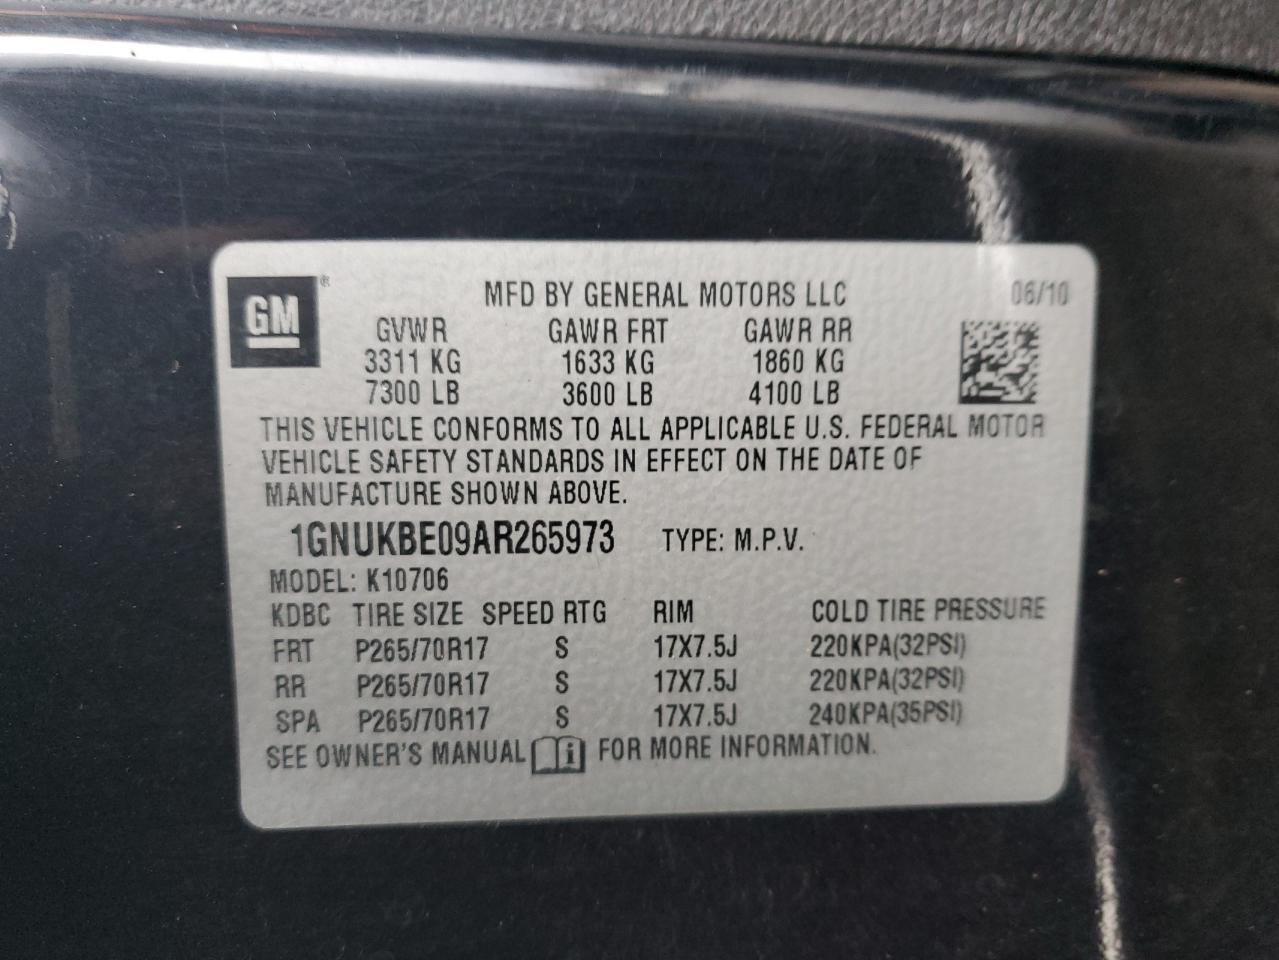 GM ®
MFD BY GENERAL MOTORS LLC 06/10
GVWR GAWR FRT GAWR RR
3311 KG 1633 KG 1860 KG
7300 LB 3600 LB 4100 LB
THIS VEHICLE CONFORMS TO ALL APPLICABLE U.S. FEDERAL MOTOR
VEHICLE SAFETY STANDARDS IN EFFECT ON THE DATE OF
MANUFACTURE SHOWN ABOVE.
1GNUKBE09AR265973 TYPE: M.P.V.
MODEL: K10706
KDBC TIRE SIZE SPEED RTG RIM COLD TIRE PRESSURE
FRT P265/70R17 S 17X7.5J 220KPA(32PSI)
RR P265/70R17 S 17X7.5J 220KPA(32PSI)
SPA P265/70R17 S 17X7.5J 240KPA(35PSI)
SEE OWNER'S MANUAL i FOR MORE INFORMATION.